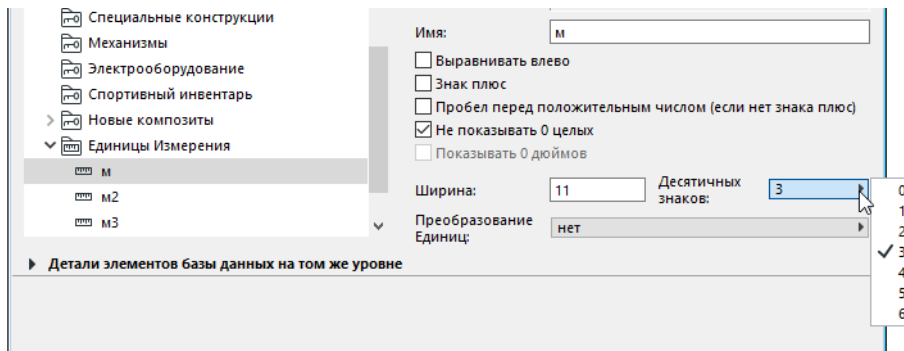 Специальные конструкции
Механизмы
Электрооборудование
Спортивный инвентарь
Новые композиты
Единицы Измерения
м
м2
м3
Имя:
м
Выравнивать влево
Знак плюс
Пробел перед положительным числом (если нет знака плюс)
Не показывать 0 целых
Показывать 0 дюймов
Ширина:
11
Десятичных
знаков:
3
Преобразование
Единиц:
нет
0
1
2
3
4
5
6
Детали элементов базы данных на том же уровне